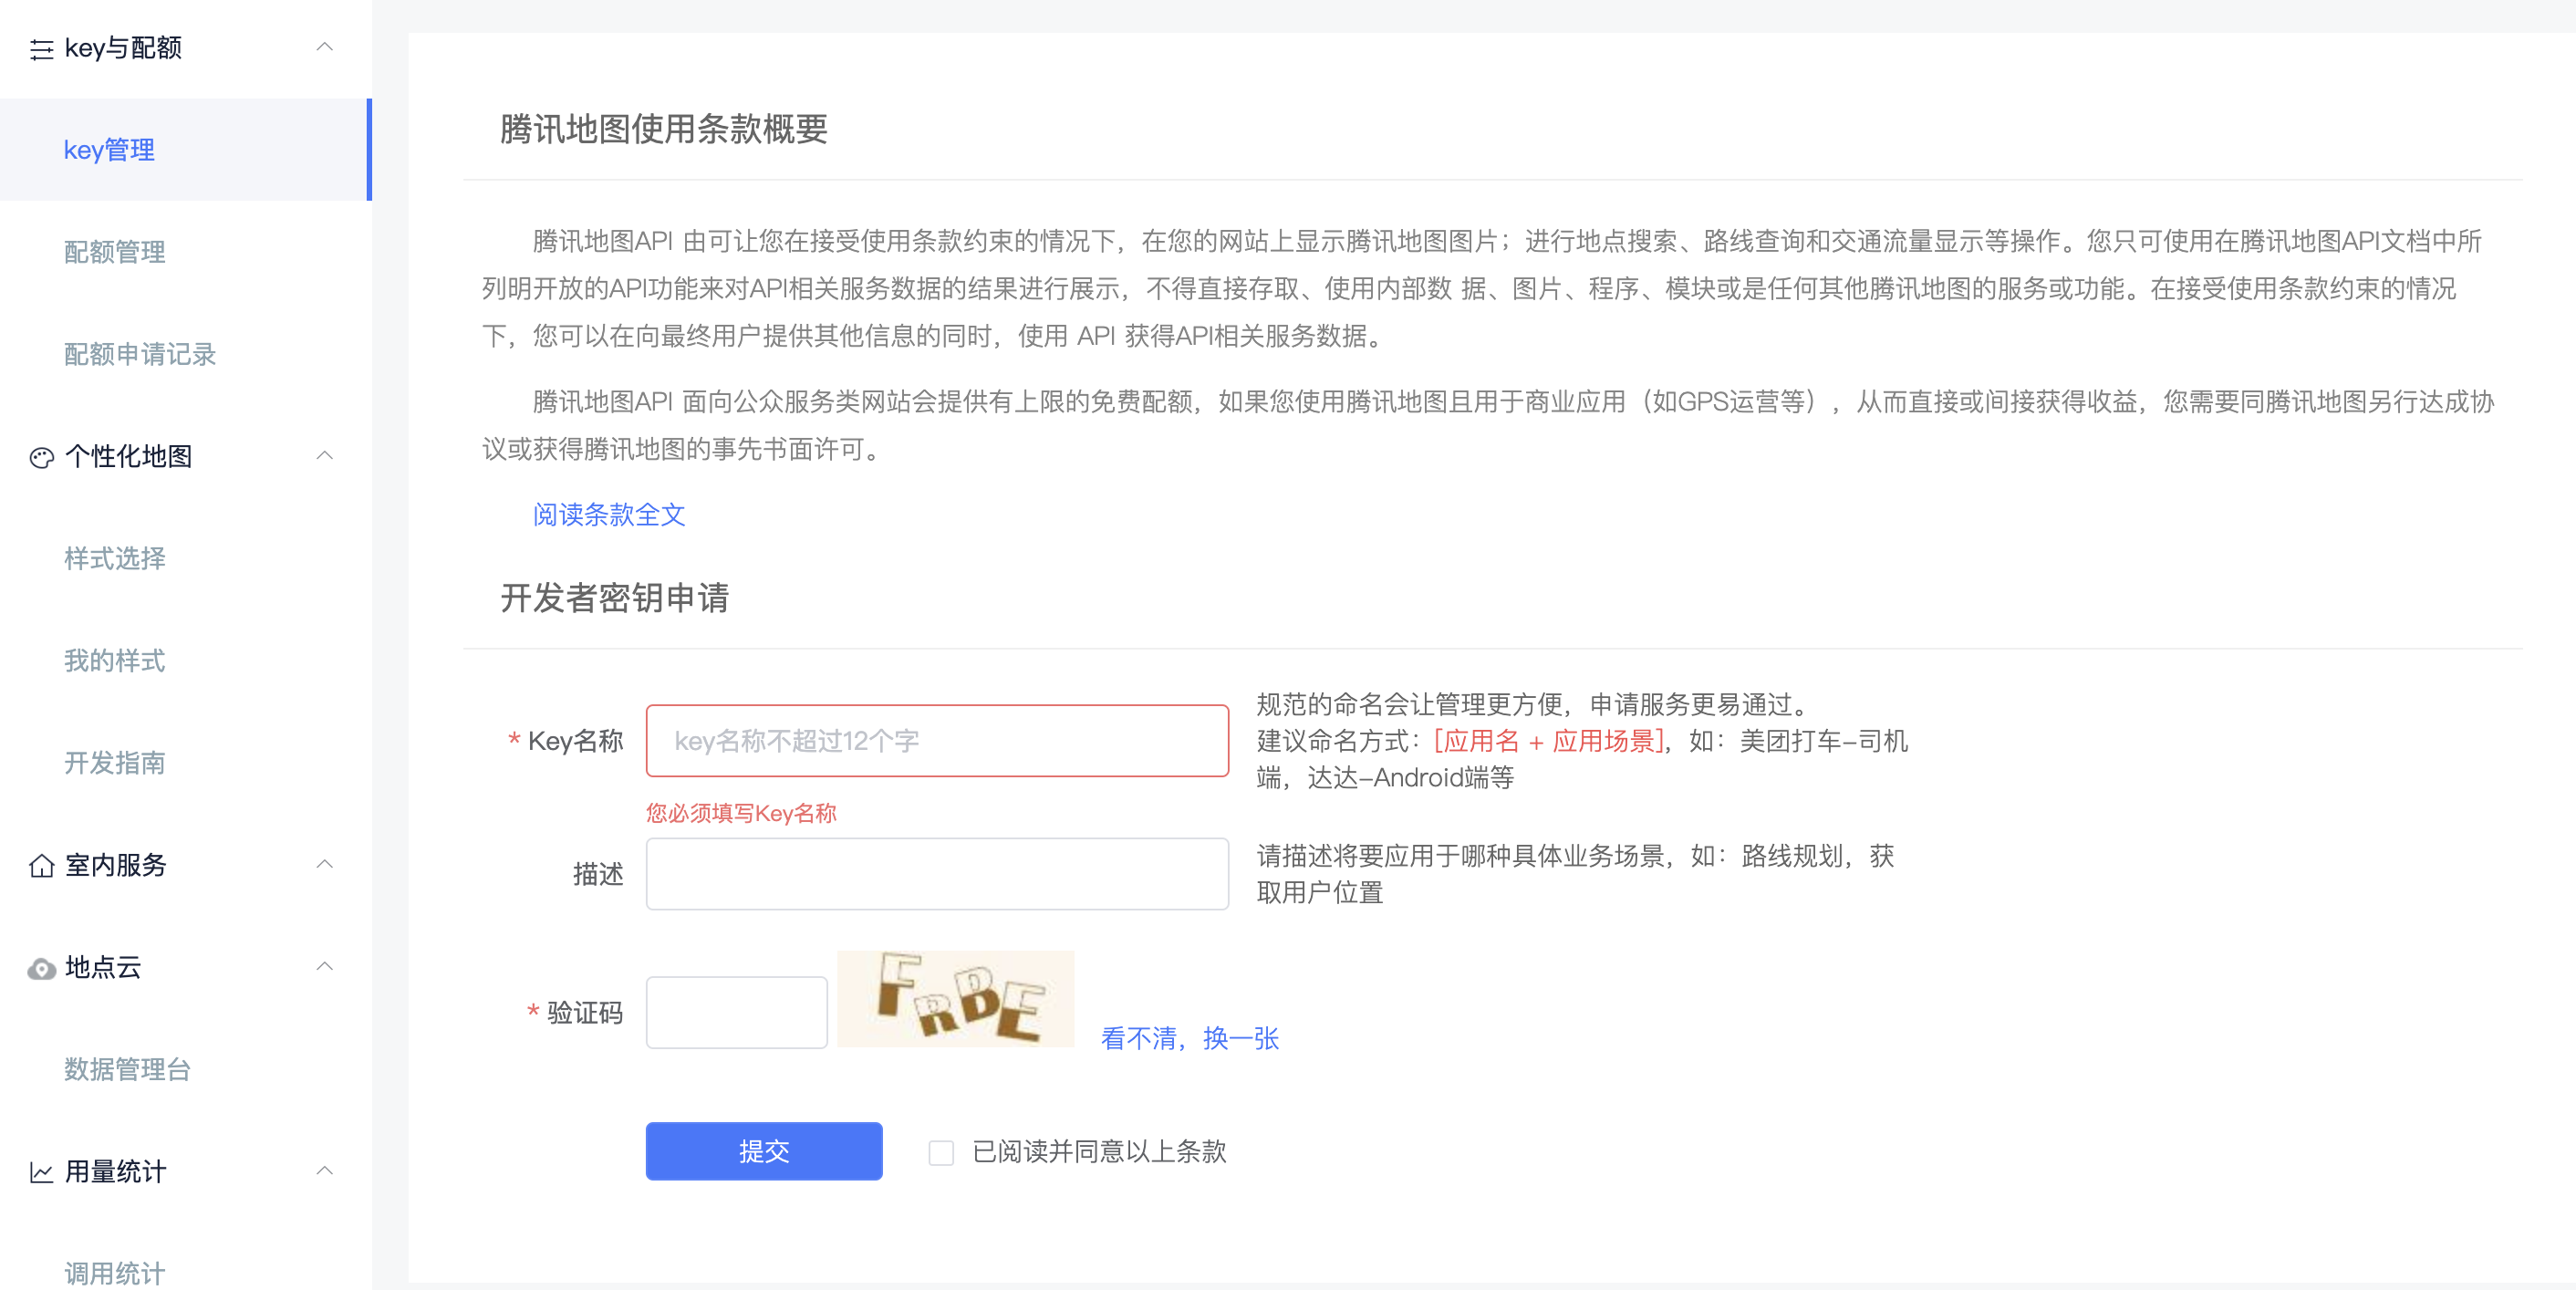 key与配额
key管理
配额管理
配额申请记录
个性化地图
样式选择
我的样式
开发指南
室内服务
地点云
数据管理台
用量统计
调用统计
腾讯地图使用条款概要
腾讯地图API 由可让您在接受使用条款约束的情况下，在您的网站上显示腾讯地图图片；进行地点搜索、路线查询和交通流量显示等操作。您只可使用在腾讯地图API文档中所
列明开放的API功能来对API相关服务数据的结果进行展示，不得直接存取、使用内部数 据、图片、程序、模块或是任何其他腾讯地图的服务或功能。在接受使用条款约束的情况
下，您可以在向最终用户提供其他信息的同时，使用 API 获得API相关服务数据。
腾讯地图API 面向公众服务类网站会提供有上限的免费配额，如果您使用腾讯地图且用于商业应用（如GPS运营等），从而直接或间接获得收益，您需要同腾讯地图另行达成协
议或获得腾讯地图的事先书面许可。
阅读条款全文
开发者密钥申请
* Key名称
key名称不超过12个字
规范的命名会让管理更方便，申请服务更易通过。
建议命名方式：[应用名 + 应用场景]，如：美团打车-司机
端，达达-Android端等
您必须填写Key名称
描述
请描述将要应用于哪种具体业务场景，如：路线规划，获
取用户位置
* 验证码
FRBE
看不清，换一张
提交
已阅读并同意以上条款